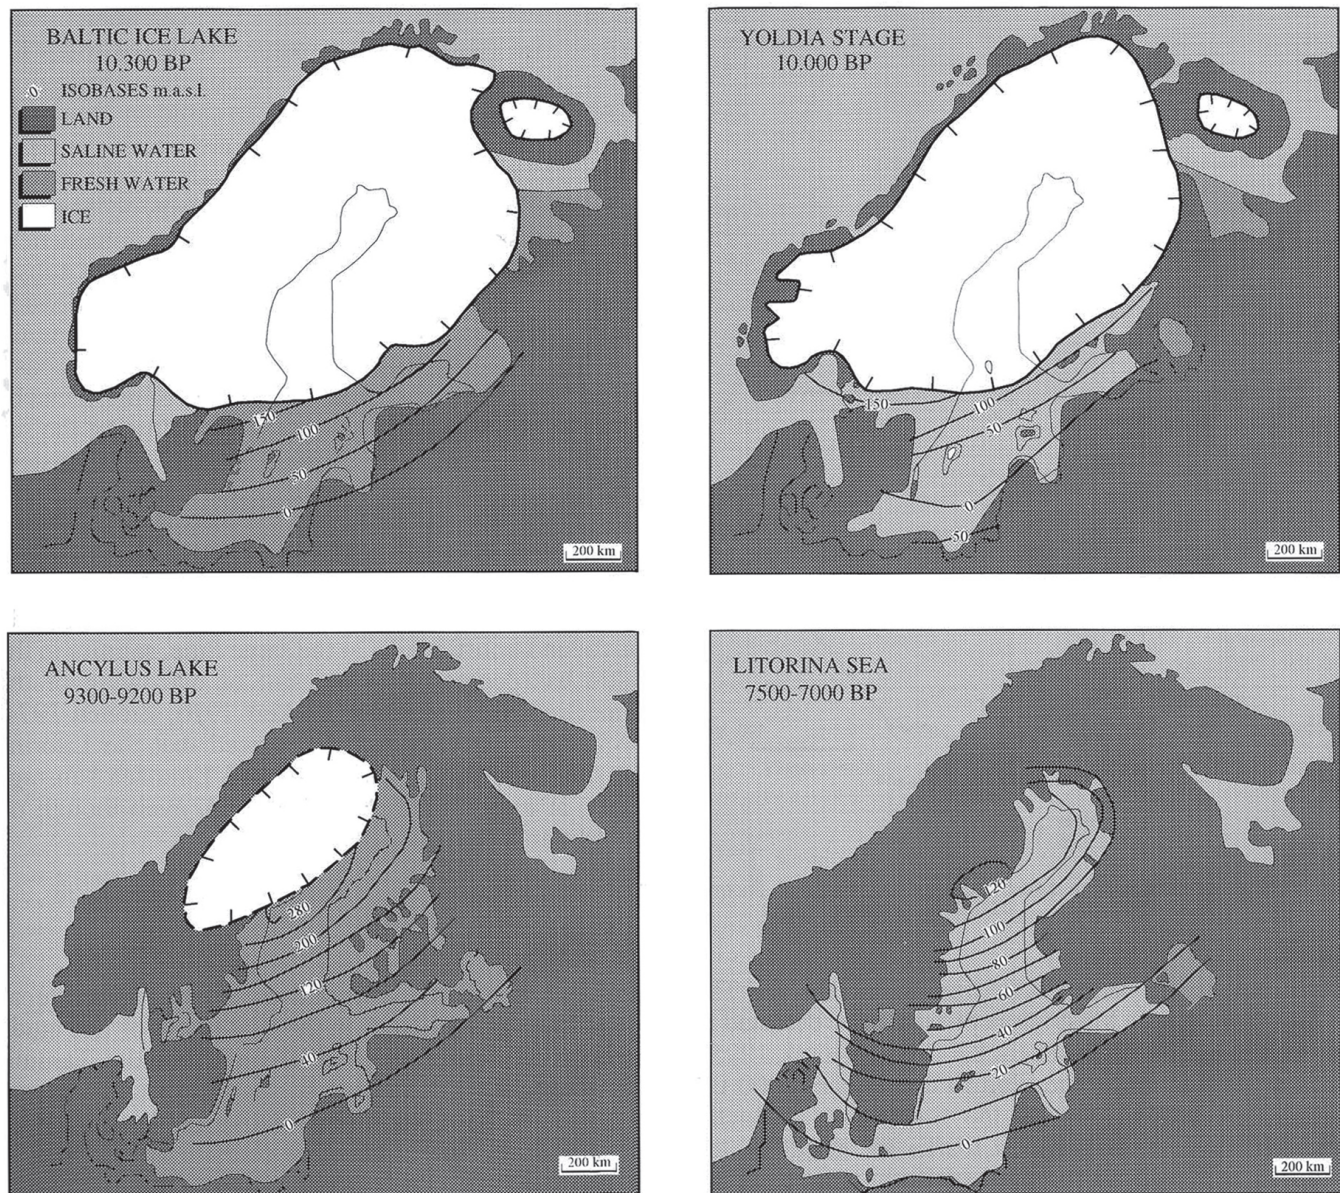 BALTIC ICE LAKE
10.300 BP
0 ISOBASES m.a.s.l.
LAND
SALINE WATER
FRESH WATER
ICE
150
100
50
0
200 km
YOLDIA STAGE
10.000 BP
150
100
50
0
-50
200 km
ANCYLUS LAKE
9300-9200 BP
280
200
120
40
0
200 km
LITORINA SEA
7500-7000 BP
120
100
80
60
40
20
0
200 km